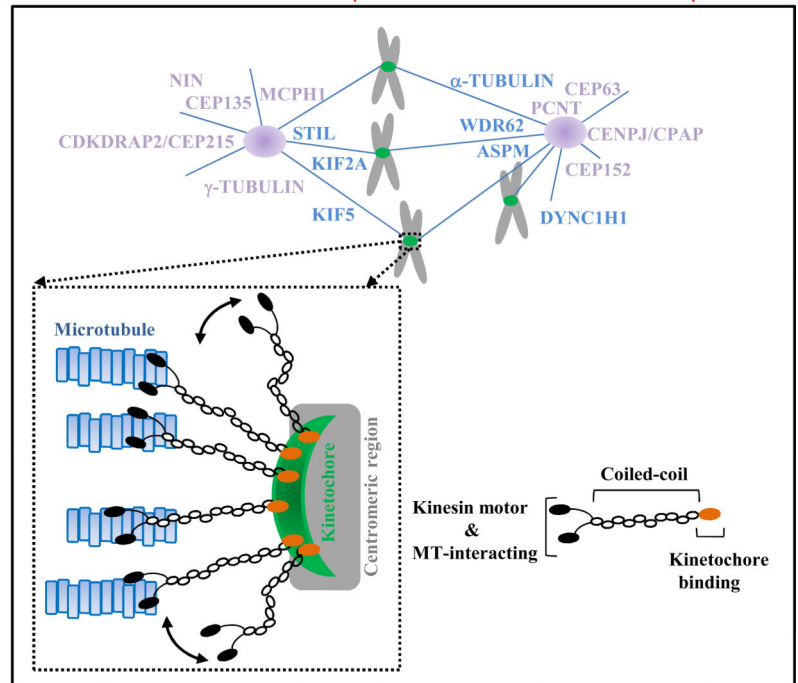 NIN
CEP135
MCPH1
CDKDRAP2/CEP215
STIL
KIF2A
γ-TUBULIN
KIF5
α-TUBULIN
CEP63
PCNT
WDR62
CENPJ/CPAP
ASPM
CEP152
DYNC1H1
Microtubule
Kinetochore
Centromeric region
Coiled-coil
Kinesin motor
&
MT-interacting
Kinetochore
binding